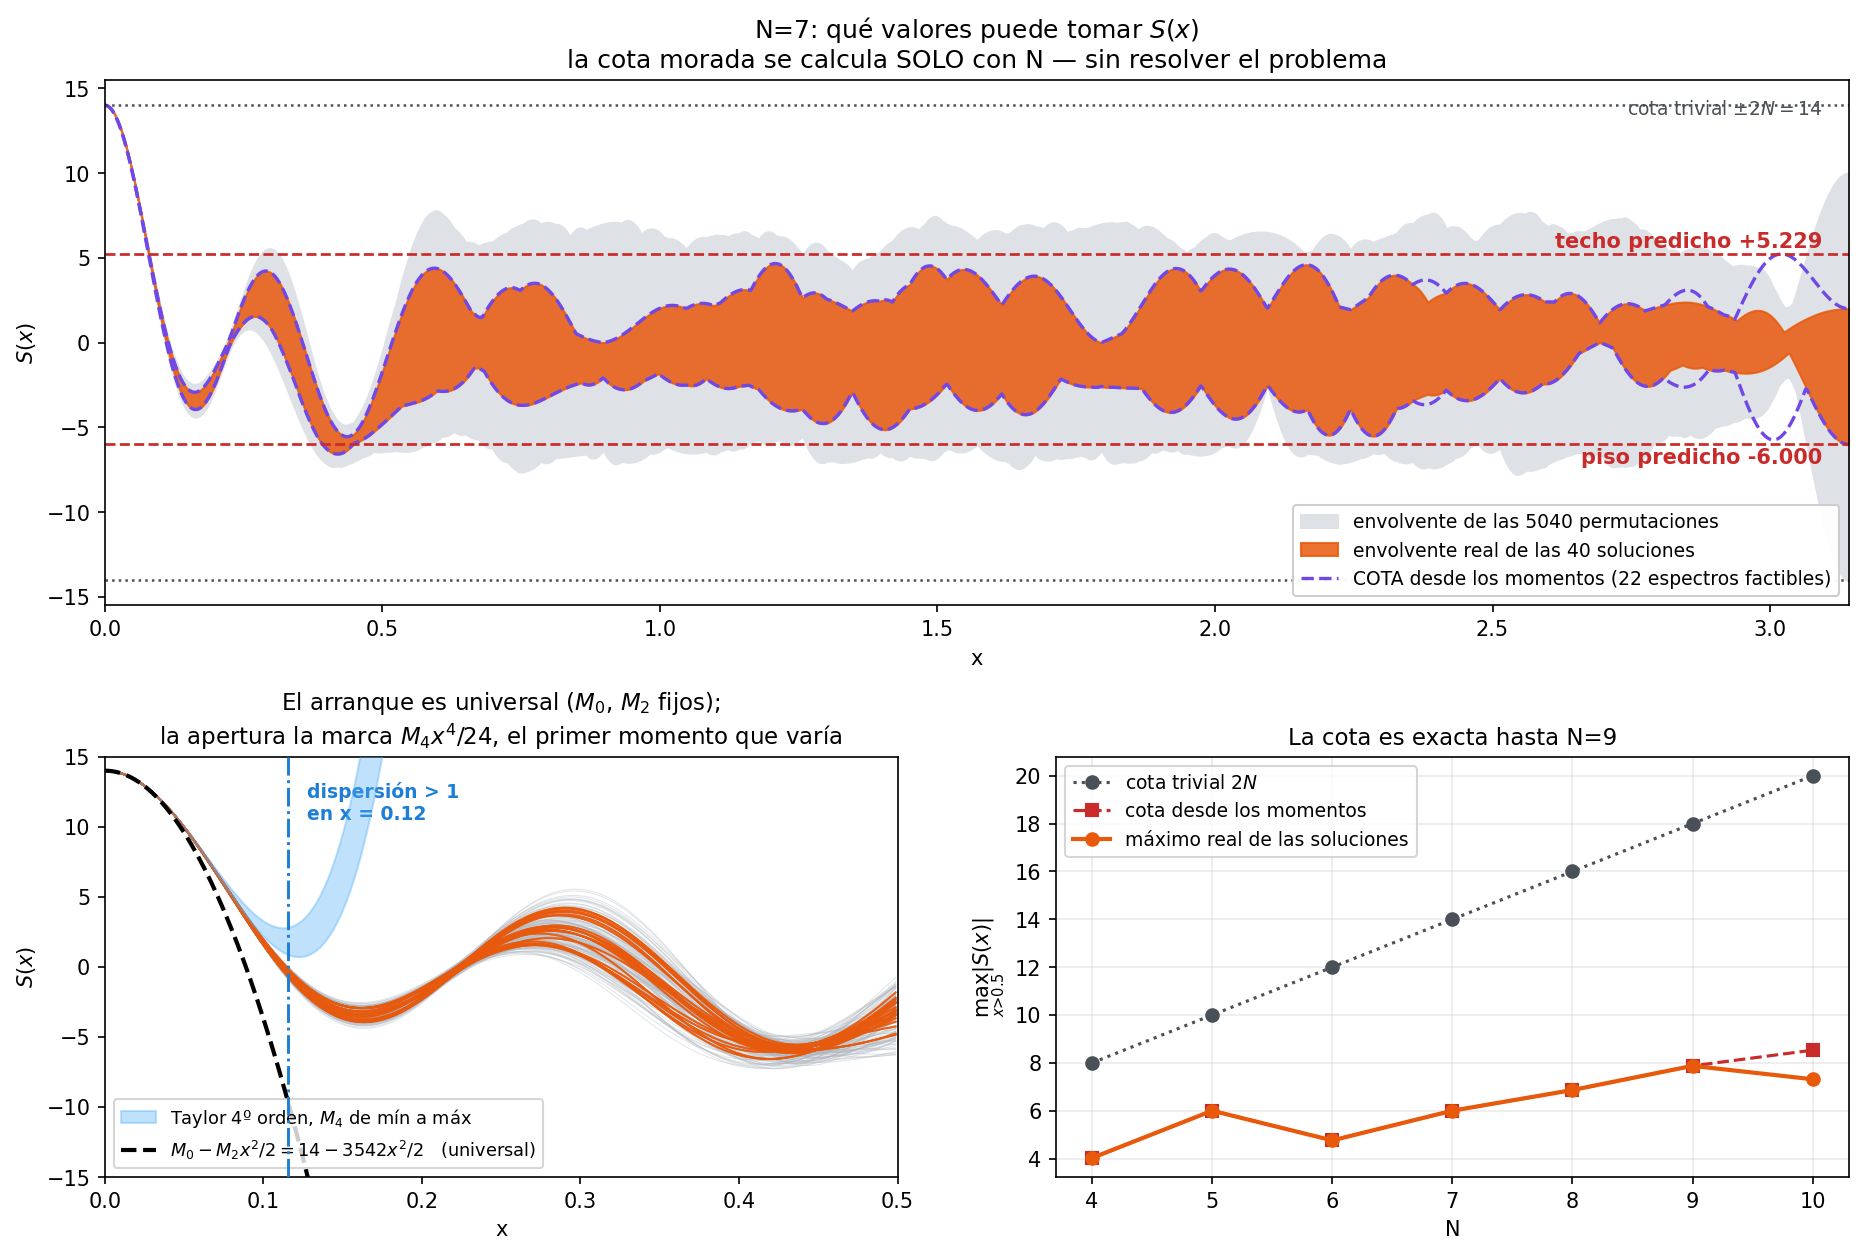 N=7: qué valores puede tomar S(x)
la cota morada se calcula SOLO con N — sin resolver el problema
S(x)
15
10
5
0
−5
−10
−15
cota trivial ±2N = 14
techo predicho +5.229
piso predicho -6.000
envolvente de las 5040 permutaciones
envolvente real de las 40 soluciones
COTA desde los momentos (22 espectros factibles)
0.0 0.5 1.0 1.5 2.0 2.5 3.0
x
El arranque es universal (M₀, M₂ fijos);
la apertura la marca M₄x⁴/24, el primer momento que varía
S(x)
15
10
5
0
−5
−10
−15
dispersión > 1
en x = 0.12
Taylor 4º orden, M₄ de mín a máx
M₀ − M₂x²/2 = 14 − 3542x²/2 (universal)
0.0 0.1 0.2 0.3 0.4 0.5
x
La cota es exacta hasta N=9
max|S(x)|
x>0.5
20
18
16
14
12
10
8
6
4
cota trivial 2N
cota desde los momentos
máximo real de las soluciones
4 5 6 7 8 9 10
N